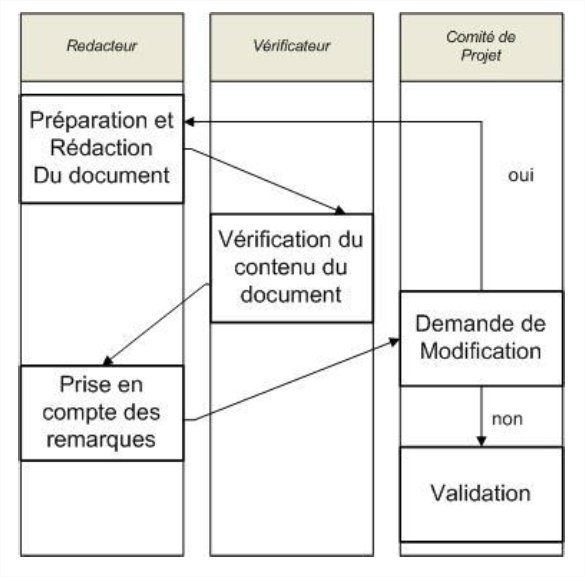 Redacteur
Vérificateur
Comité de
Projet
Préparation et
Rédaction
Du document
oui
Vérification du
contenu du
document
Demande de
Modification
Prise en
compte des
remarques
non
Validation